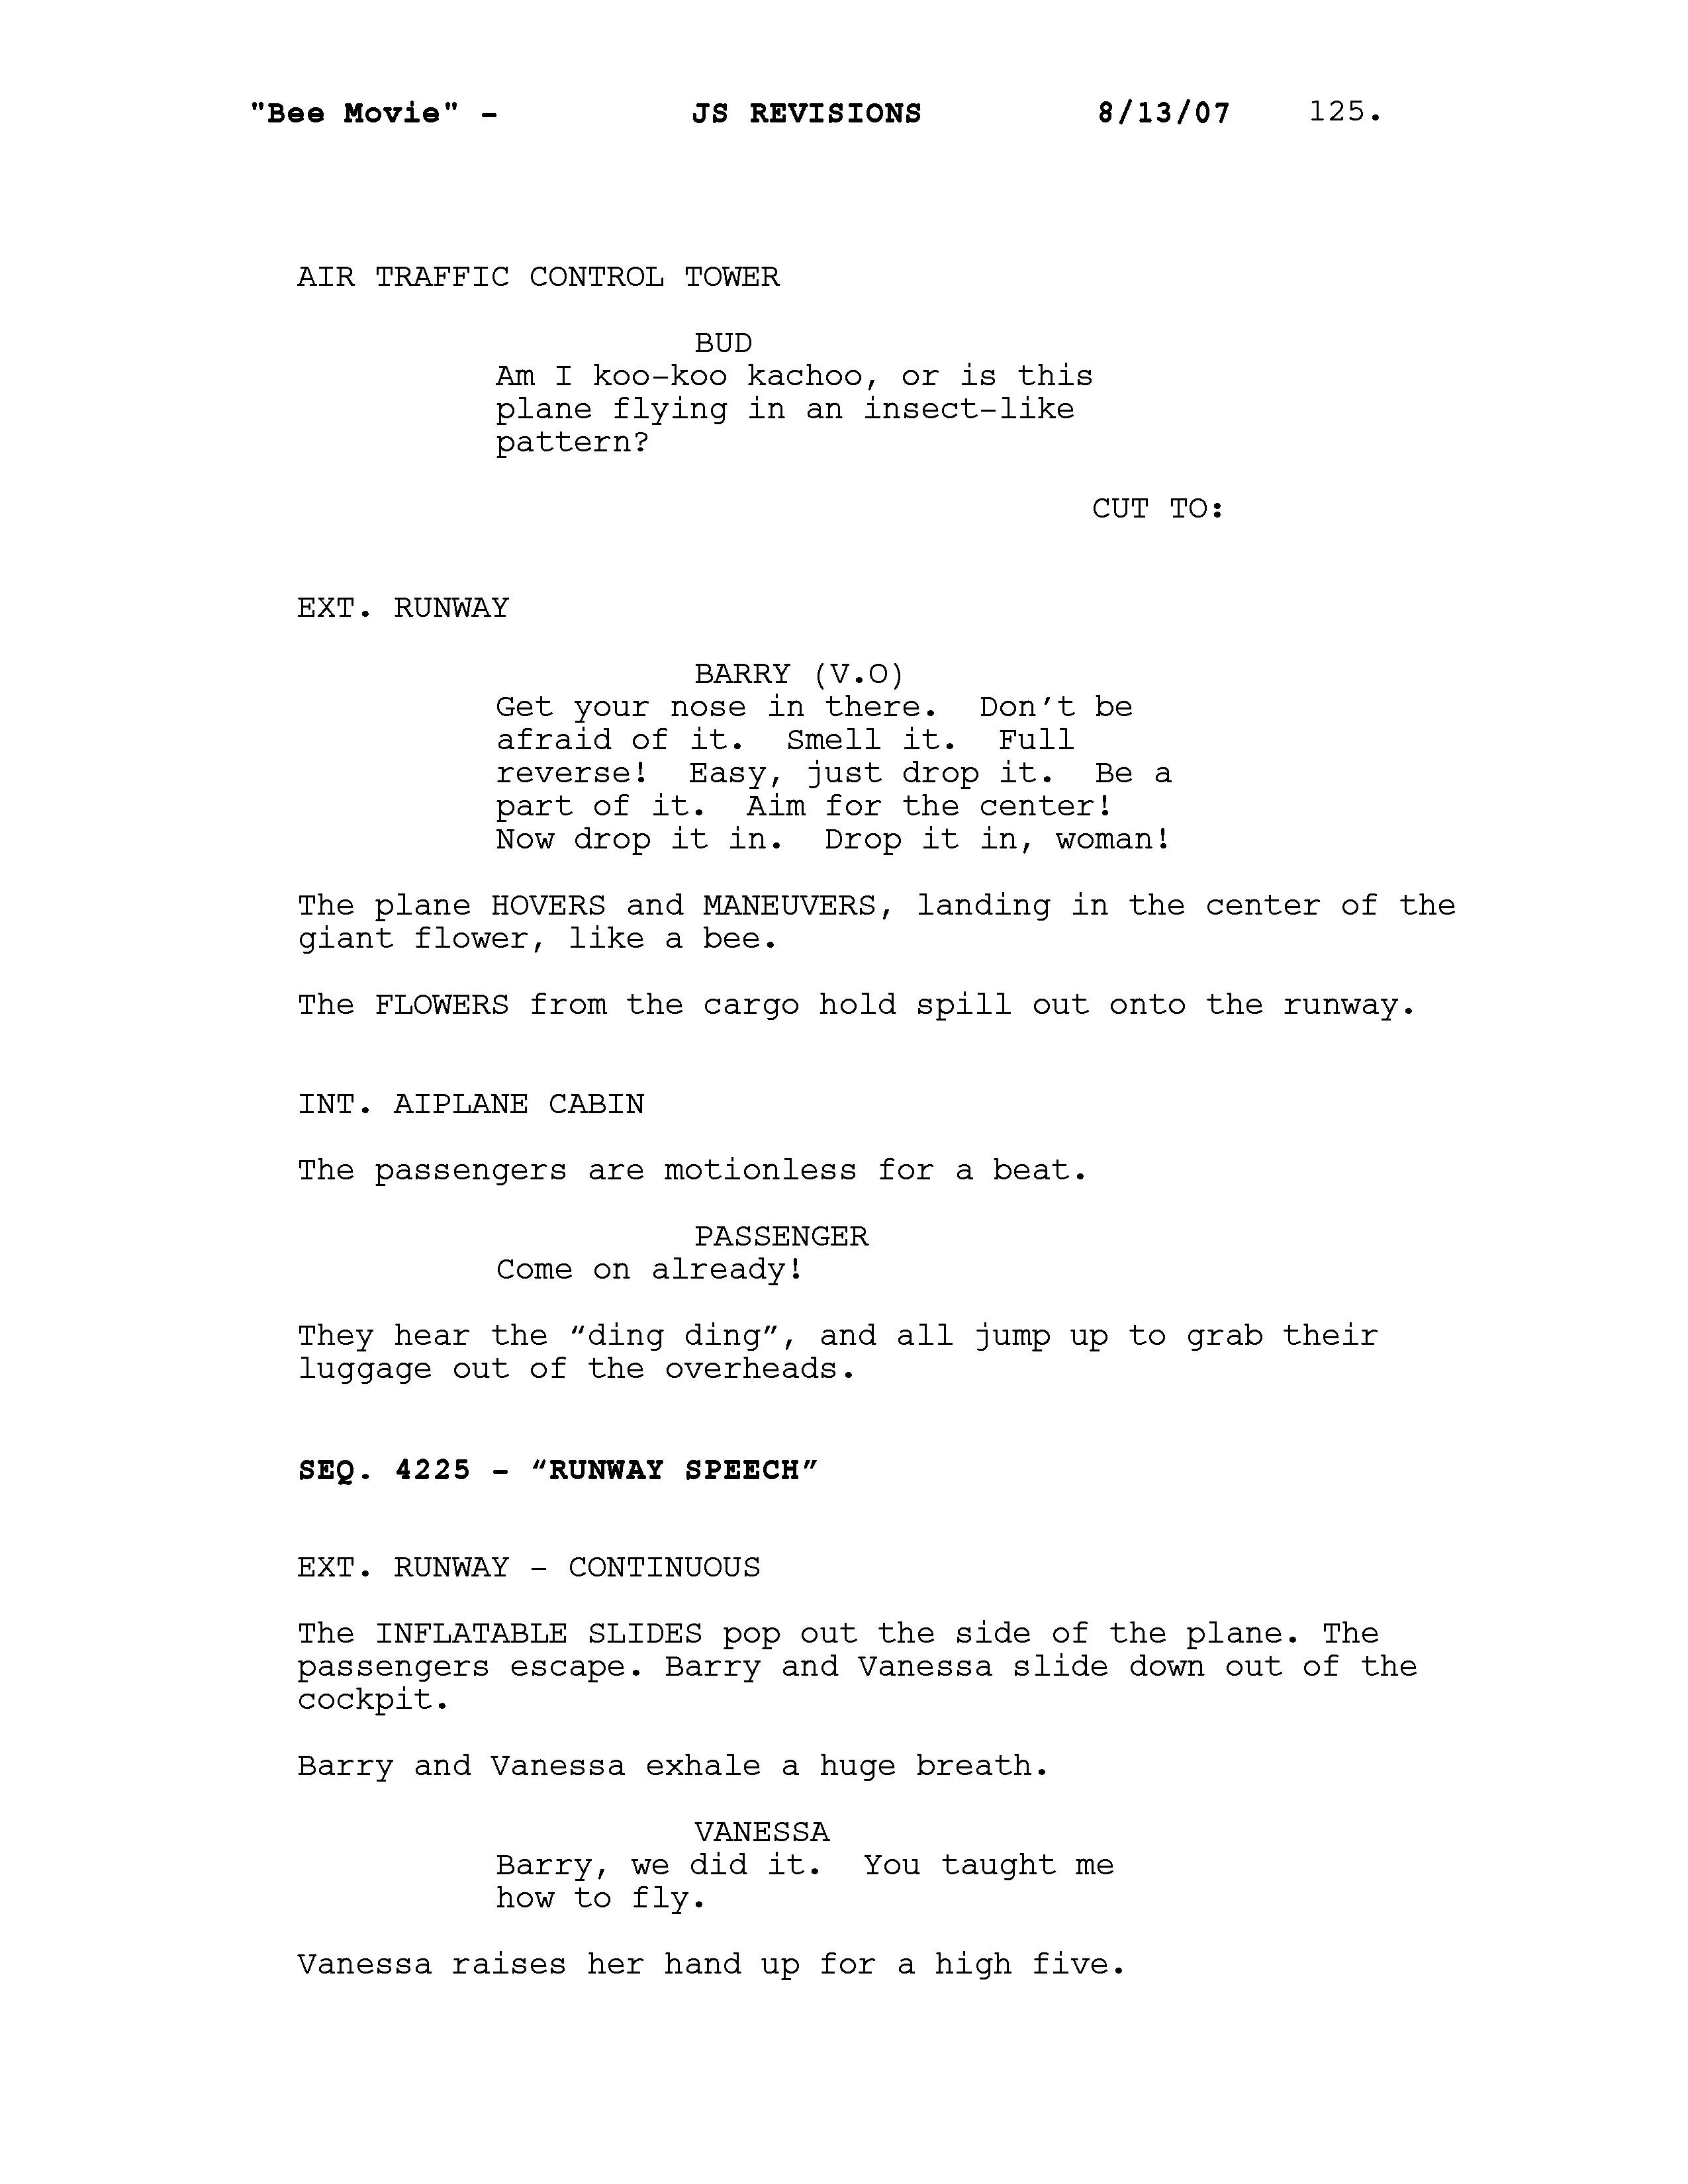 "Bee Movie" - JS REVISIONS 8/13/07 125.
AIR TRAFFIC CONTROL TOWER
BUD
Am I koo-koo kachoo, or is this
plane flying in an insect-like
pattern?
CUT TO:
EXT. RUNWAY
BARRY (V.O)
Get your nose in there.  Don't be
afraid of it.  Smell it.  Full
reverse!  Easy, just drop it.  Be a
part of it.  Aim for the center!
Now drop it in.  Drop it in, woman!
The plane HOVERS and MANEUVERS, landing in the center of the
giant flower, like a bee.
The FLOWERS from the cargo hold spill out onto the runway.
INT. AIPLANE CABIN
The passengers are motionless for a beat.
PASSENGER
Come on already!
They hear the “ding ding”, and all jump up to grab their
luggage out of the overheads.
SEQ. 4225 - “RUNWAY SPEECH”
EXT. RUNWAY - CONTINUOUS
The INFLATABLE SLIDES pop out the side of the plane. The
passengers escape. Barry and Vanessa slide down out of the
cockpit.
Barry and Vanessa exhale a huge breath.
VANESSA
Barry, we did it.  You taught me
how to fly.
Vanessa raises her hand up for a high five.